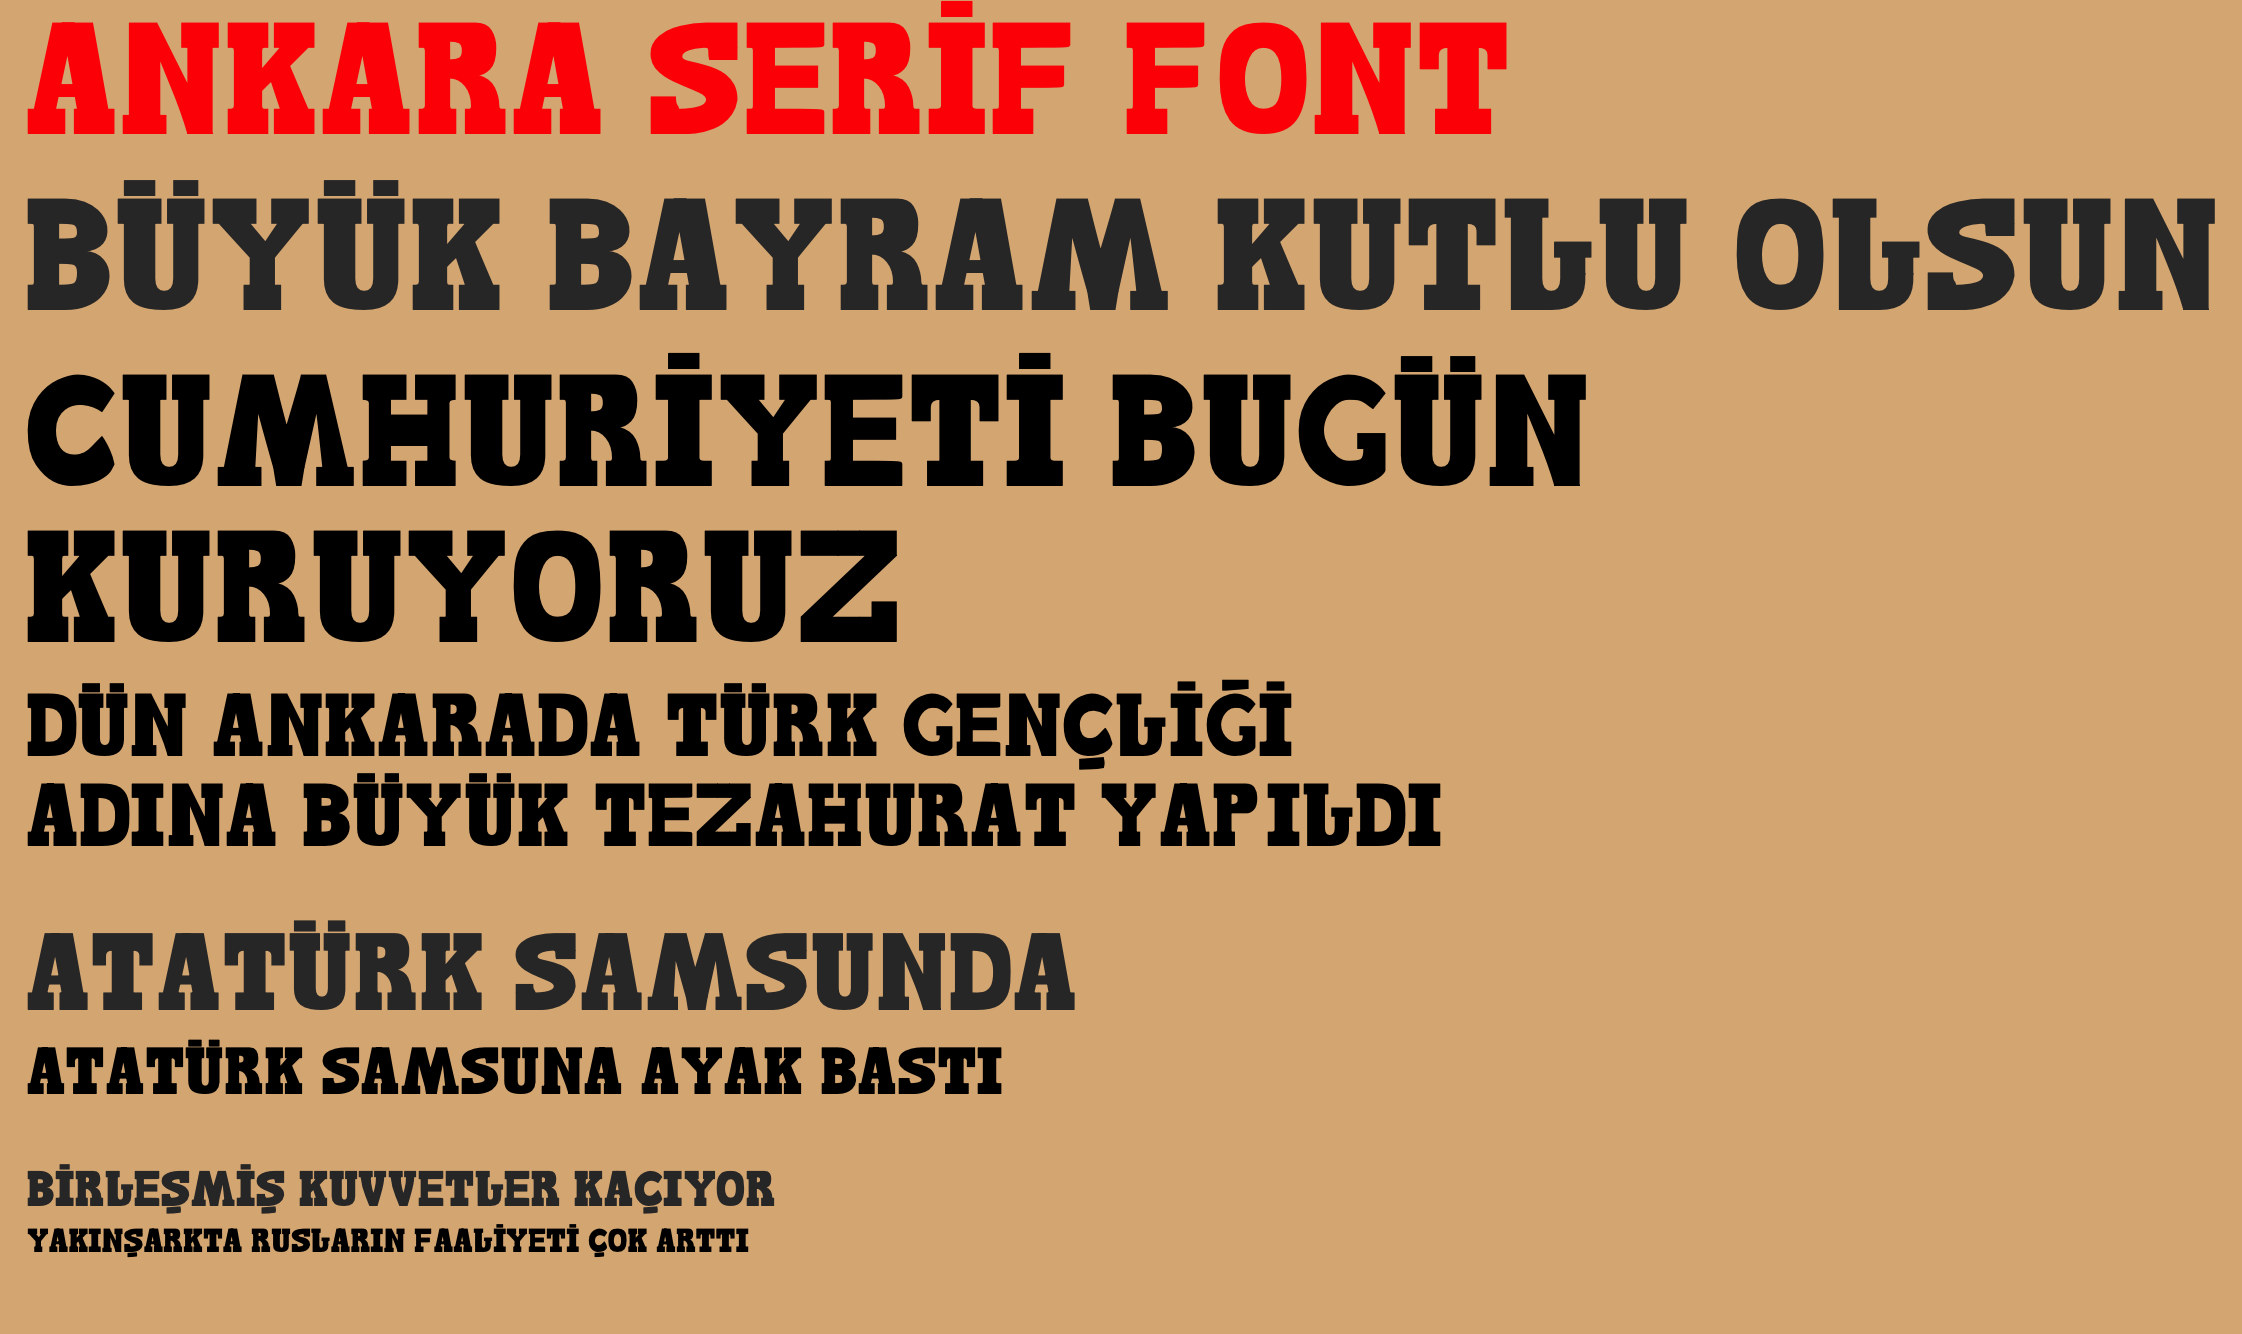 ANKARA SERİF FONT
BÜYÜK BAYRAM KUTLU OLSUN
CUMHURİYETİ BUGÜN
KURUYORUZ
DÜN ANKARADA TÜRK GENÇLİĞİ
ADINA BÜYÜK TEZAHURAT YAPILDI
ATATÜRK SAMSUNDA
ATATÜRK SAMSUNA AYAK BASTI
BİRLEŞMİŞ KUVVETLER KAÇIYOR
YAKINŞARKTA RUSLARIN FAALİYETİ ÇOK ARTTI